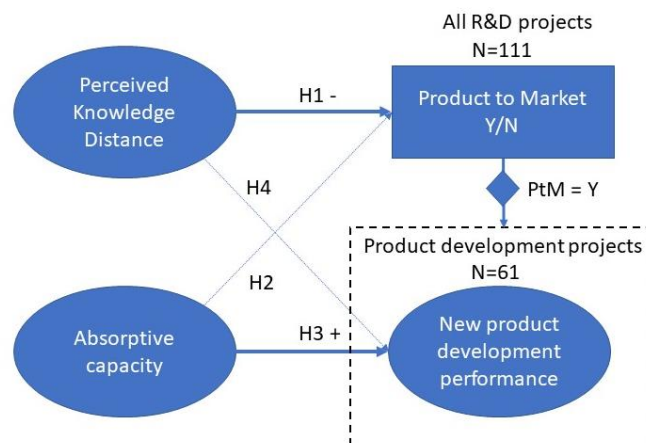 All R&D projects
N=111
Perceived
Knowledge
Distance
H1 -
Product to Market
Y/N
H4
PtM = Y
Product development projects
N=61
H2
Absorptive
capacity
H3 +
New product
development
performance